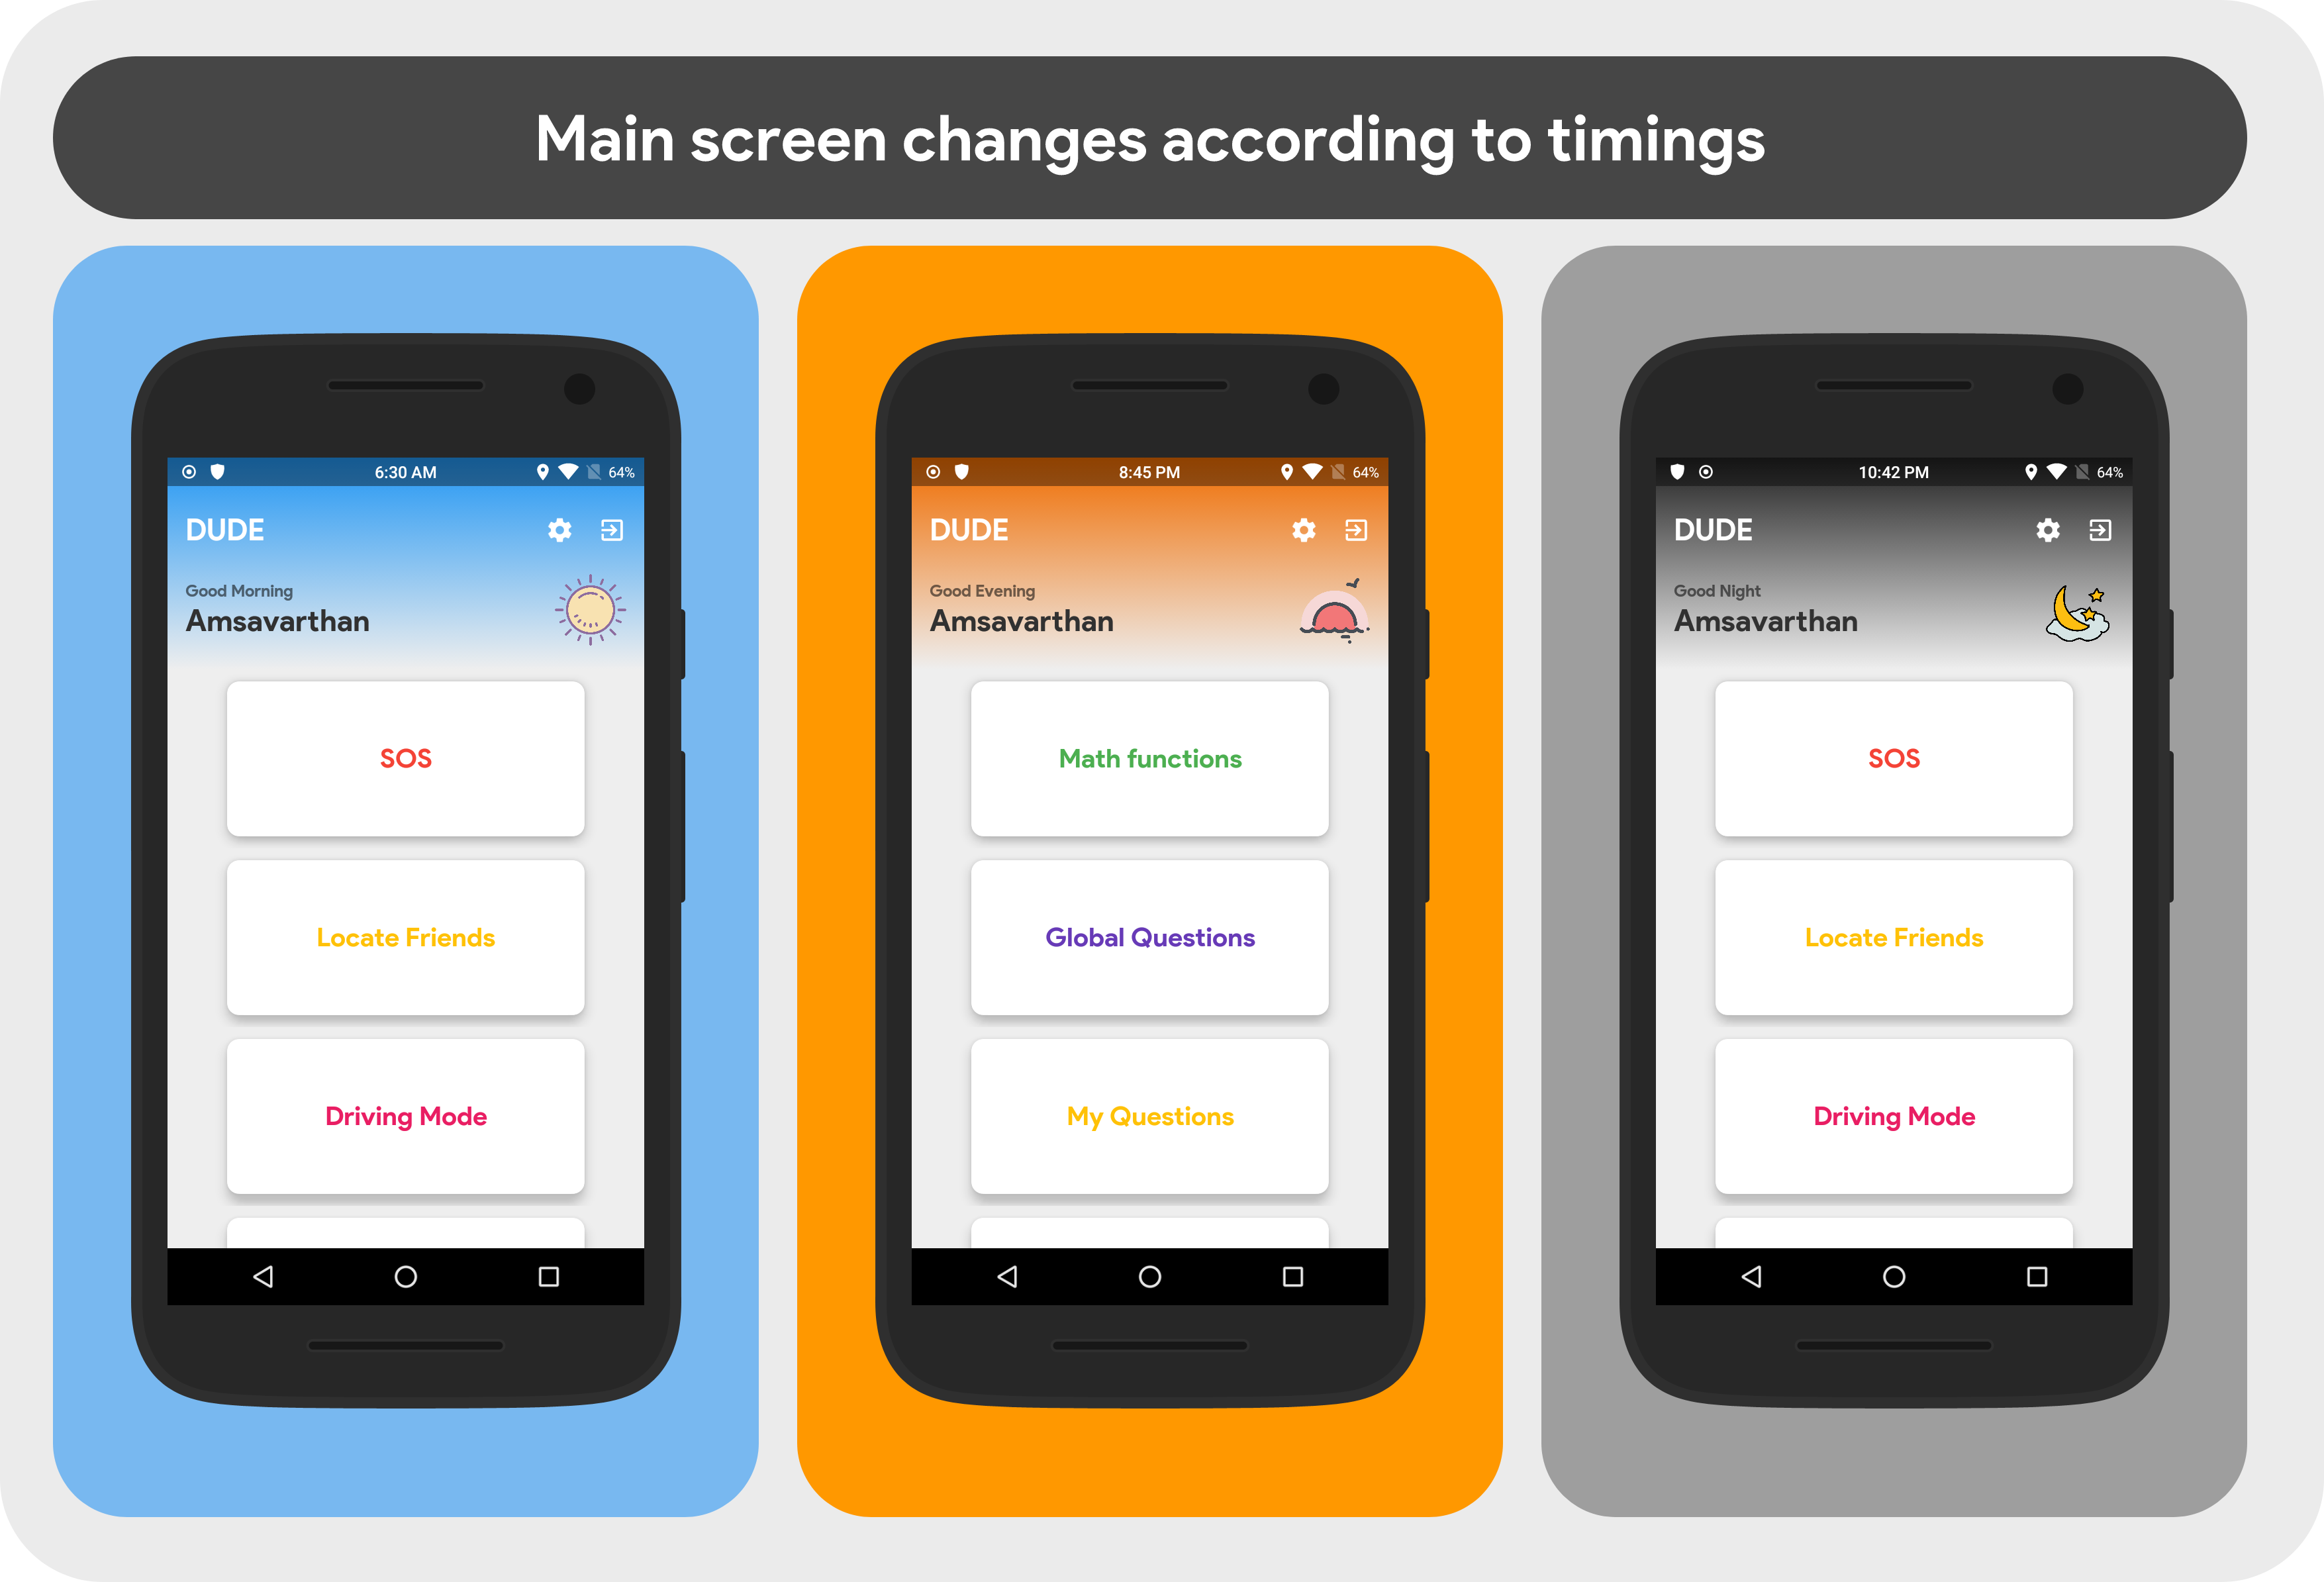 Main screen changes according to timings
6:30 AM
64%
DUDE
Good Morning
Amsavarthan
SOS
Locate Friends
Driving Mode
8:45 PM
64%
DUDE
Good Evening
Amsavarthan
Math functions
Global Questions
My Questions
10:42 PM
64%
DUDE
Good Night
Amsavarthan
SOS
Locate Friends
Driving Mode